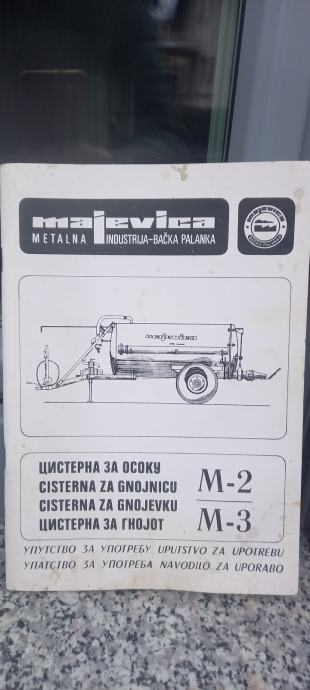 majevica
METALNA INDUSTRIJA-BAČKA PALANKA
ЦИСТЕРНА ЗА ОСОКУ
CISTERNA ZA GNOJNICU
CISTERNA ZA GNOJEVKU
ЦИСТЕРНА ЗА ГНОЈОТ
M-2
M-3
УПУТСТВО ЗА УПОТРЕБУ UPUTSTVO ZA UPOTREBU
УПАТСТВО ЗА УПОТРЕБА NAVODILO ZA UPORABO